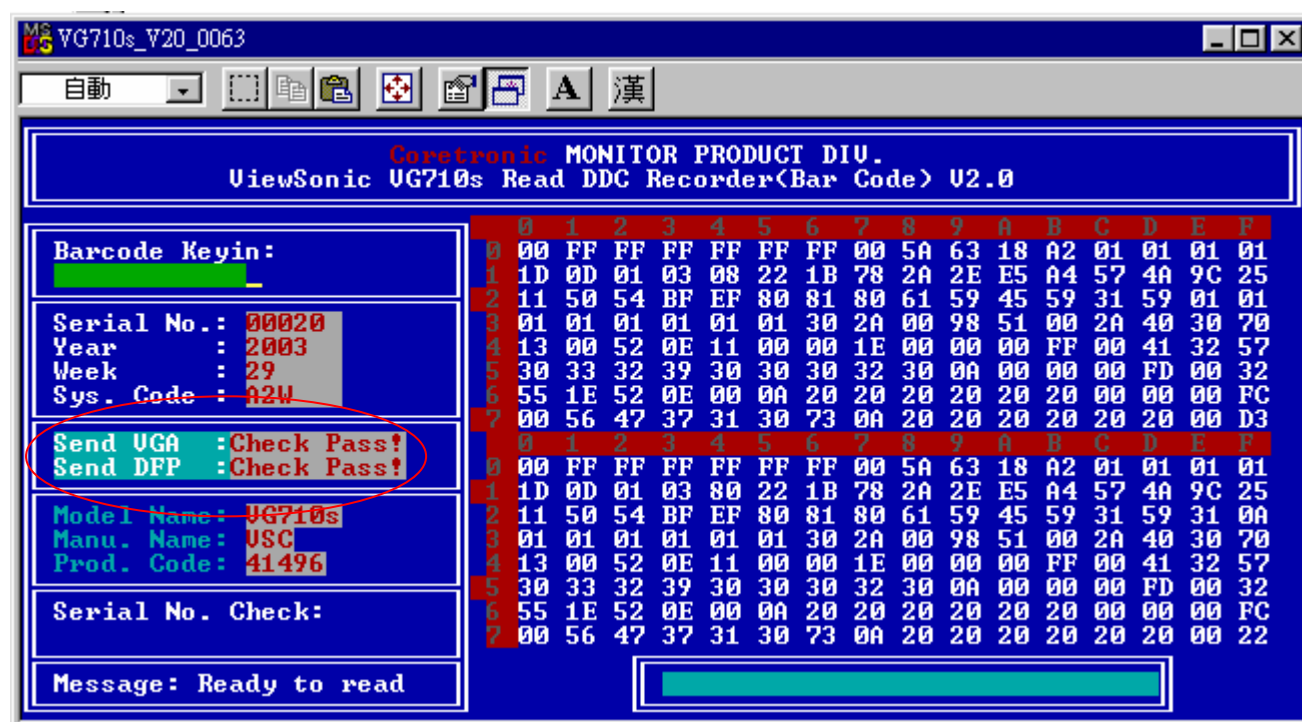 VG710s_V20_0063
自動
A 漢
Coretronic MONITOR PRODUCT DIV.
ViewSonic VG710s Read DDC Recorder(Bar Code) V2.0
Barcode Keyin:
Serial No.: 00020
Year : 2003
Week : 29
Sys. Code : A2W
Send VGA :Check Pass!
Send DFP :Check Pass!
Model Name: VG710s
Manu. Name: VSC
Prod. Code: 41496
Serial No. Check:
Message: Ready to read
0 1 2 3 4 5 6 7 8 9 A B C D E F
0 00 FF FF FF FF FF FF 00 5A 63 18 A2 01 01 01 01
1 1D 0D 01 03 08 22 1B 78 2A 2E E5 A4 57 4A 9C 25
2 11 50 54 BF EF 80 81 80 61 59 45 59 31 59 01 01
3 01 01 01 01 01 01 30 2A 00 98 51 00 2A 40 30 70
4 13 00 52 0E 11 00 00 1E 00 00 00 FF 00 41 32 57
5 30 33 32 39 30 30 30 32 30 0A 00 00 00 FD 00 32
6 55 1E 52 0E 00 0A 20 20 20 20 20 20 00 00 00 FC
7 00 56 47 37 31 30 73 0A 20 20 20 20 20 20 00 D3
0 1 2 3 4 5 6 7 8 9 A B C D E F
0 00 FF FF FF FF FF FF 00 5A 63 18 A2 01 01 01 01
1 1D 0D 01 03 80 22 1B 78 2A 2E E5 A4 57 4A 9C 25
2 11 50 54 BF EF 80 81 80 61 59 45 59 31 59 31 0A
3 01 01 01 01 01 01 30 2A 00 98 51 00 2A 40 30 70
4 13 00 52 0E 11 00 00 1E 00 00 00 FF 00 41 32 57
5 30 33 32 39 30 30 30 32 30 0A 00 00 00 FD 00 32
6 55 1E 52 0E 00 0A 20 20 20 20 20 20 00 00 00 FC
7 00 56 47 37 31 30 73 0A 20 20 20 20 20 20 00 22